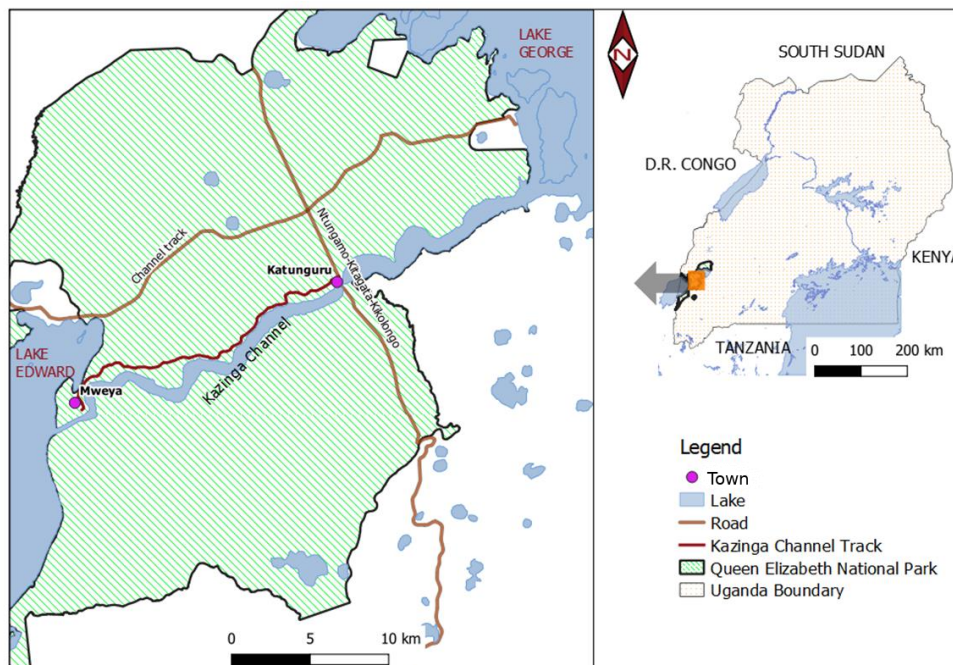 LAKE
GEORGE
Channel track
Ntungamo-Kitagata-Kikolongo
Katunguru
Kazinga Channel
LAKE
EDWARD
Mweya
0 5 10 km
N
SOUTH SUDAN
D.R. CONGO
KENYA
TANZANIA
0 100 200 km
Legend
Town
Lake
Road
Kazinga Channel Track
Queen Elizabeth National Park
Uganda Boundary